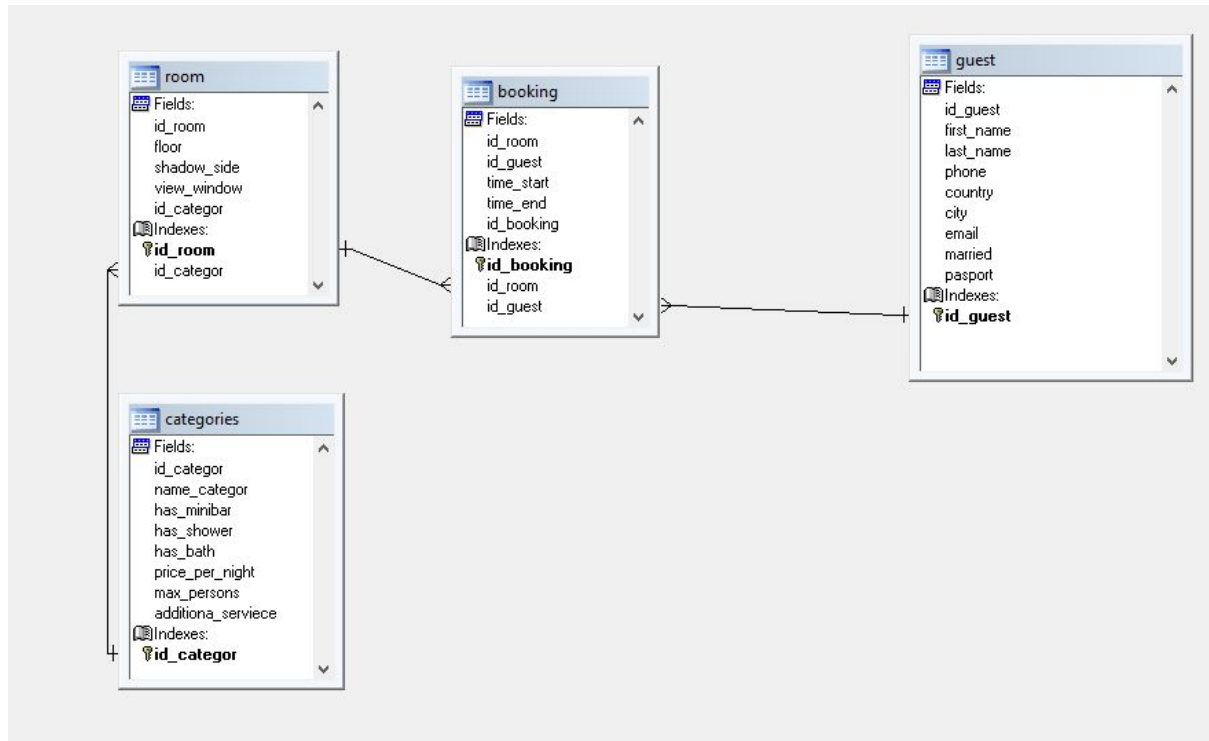 room
Fields:
id_room
floor
shadow_side
view_window
id_categor
Indexes:
id_room
id_categor
booking
Fields:
id_room
id_guest
time_start
time_end
id_booking
Indexes:
id_booking
id_room
id_guest
guest
Fields:
id_guest
first_name
last_name
phone
country
city
email
married
pasport
Indexes:
id_guest
categories
Fields:
id_categor
name_categor
has_minibar
has_shower
has_bath
price_per_night
max_persons
additiona_serviece
Indexes:
id_categor